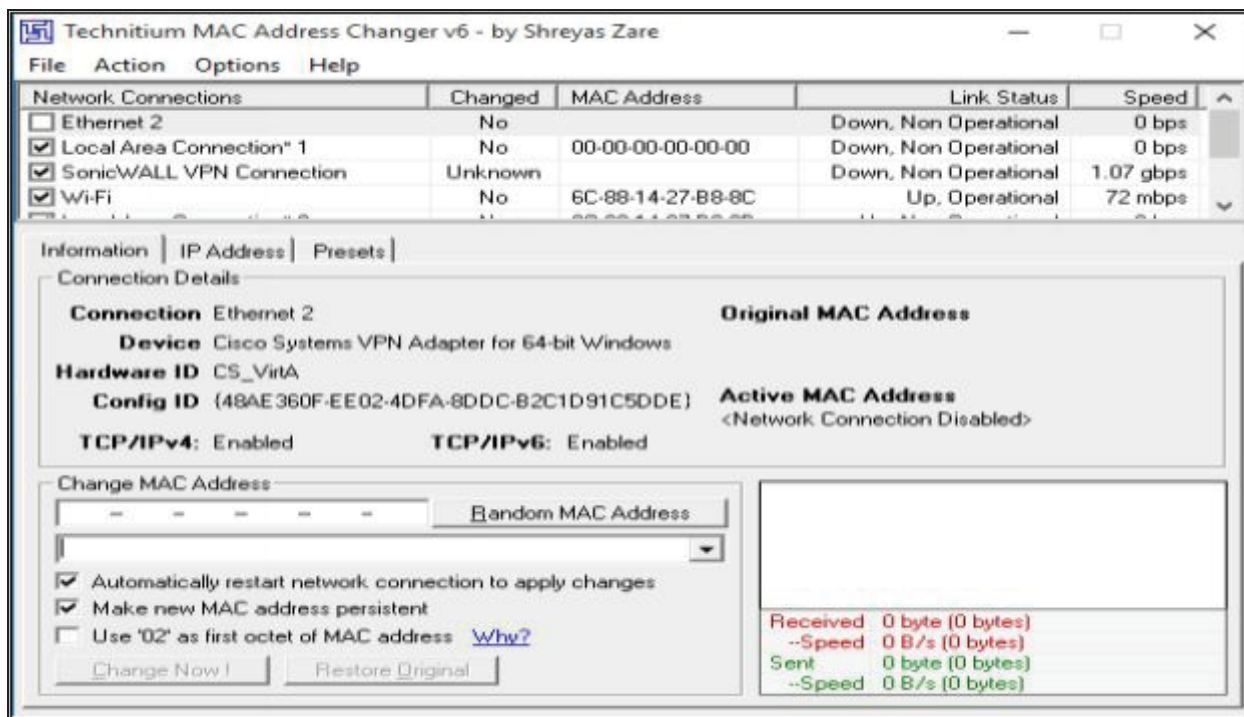 Technitium MAC Address Changer v6 - by Shreyas Zare
File Action Options Help
Network Connections Changed MAC Address Link Status Speed
Ethernet 2 No Down, Non Operational 0 bps
Local Area Connection* 1 No 00-00-00-00-00-00 Down, Non Operational 0 bps
SonicWALL VPN Connection Unknown Down, Non Operational 1.07 gbps
Wi-Fi No 6C-88-14-27-B8-8C Up, Operational 72 mbps
Information IP Address Presets
Connection Details
Connection Ethernet 2 Original MAC Address
Device Cisco Systems VPN Adapter for 64-bit Windows
Hardware ID CS_VirtA
Config ID {48AE360F-EE02-4DFA-8DDC-B2C1D91C5DDE} Active MAC Address
<Network Connection Disabled>
TCP/IPv4: Enabled TCP/IPv6: Enabled
Change MAC Address
- - - - - Random MAC Address
Automatically restart network connection to apply changes
Make new MAC address persistent
Use '02' as first octet of MAC address Why?
Change Now ! Restore Original
Received 0 byte (0 bytes)
--Speed 0 B/s (0 bytes)
Sent 0 byte (0 bytes)
--Speed 0 B/s (0 bytes)